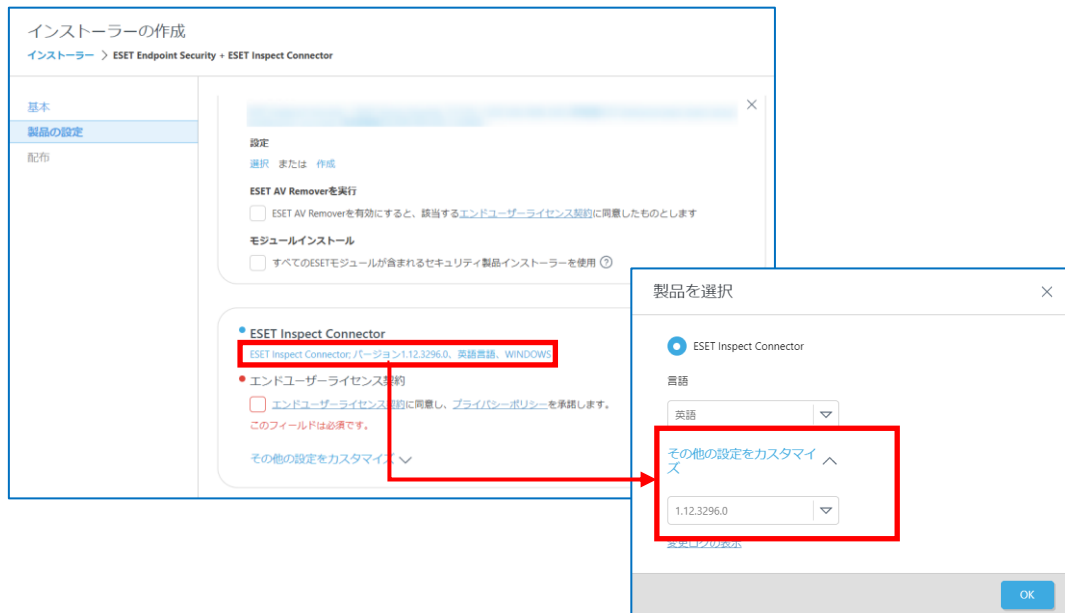 インストーラーの作成
インストーラー > ESET Endpoint Security + ESET Inspect Connector
基本
製品の設定
配布
設定
選択 または 作成
ESET AV Removerを実行
ESET AV Removerを有効にすると、該当するエンドユーザーライセンス契約に同意したものとします
モジュールインストール
すべてのESETモジュールが含まれるセキュリティ製品インストーラーを使用 ?
ESET Inspect Connector
ESET Inspect Connector; バージョン1.12.3296.0、英語言語、WINDOWS
エンドユーザーライセンス契約
エンドユーザーライセンス契約に同意し、プライバシーポリシーを承諾します。
このフィールドは必須です。
その他の設定をカスタマイズ
製品を選択
ESET Inspect Connector
言語
英語
その他の設定をカスタマイ
ズ
1.12.3296.0
変更ログの表示
OK